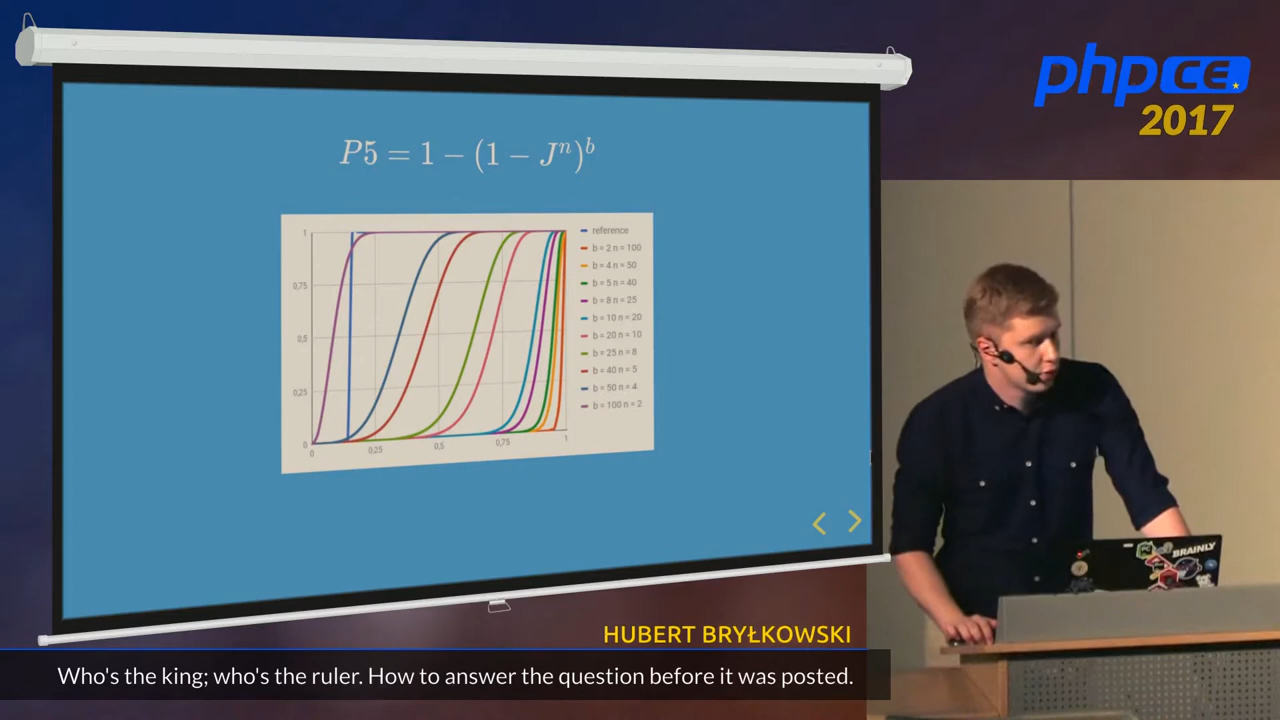 phpCE
2017
P5 = 1 − (1 − Jⁿ)ᵇ
1
0,75
0,5
0,25
0
0
0,25
0,5
0,75
1
reference
b = 2 n = 100
b = 4 n = 50
b = 5 n = 40
b = 8 n = 25
b = 10 n = 20
b = 20 n = 10
b = 25 n = 8
b = 40 n = 5
b = 50 n = 4
b = 100 n = 2
BRAINLY
HUBERT BRYŁKOWSKI
Who's the king; who's the ruler. How to answer the question before it was posted.